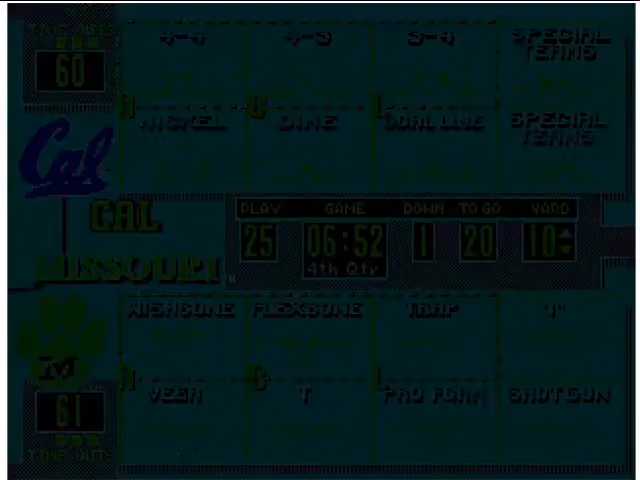 TIME OUTS
60
4-4 4-3 3-4 SPECIAL TEAMS
A B C
NICKEL DIME GOAL LINE SPECIAL TEAMS
Cal
CAL
MISSOURI
PLAY GAME DOWN TO GO YARD
25 06:52 1 20 10
4th Qtr
WISHBONE FLEXBONE TRAP "T"
M
VEER T PRO FORM SHOTGUN
61
TIME OUTS